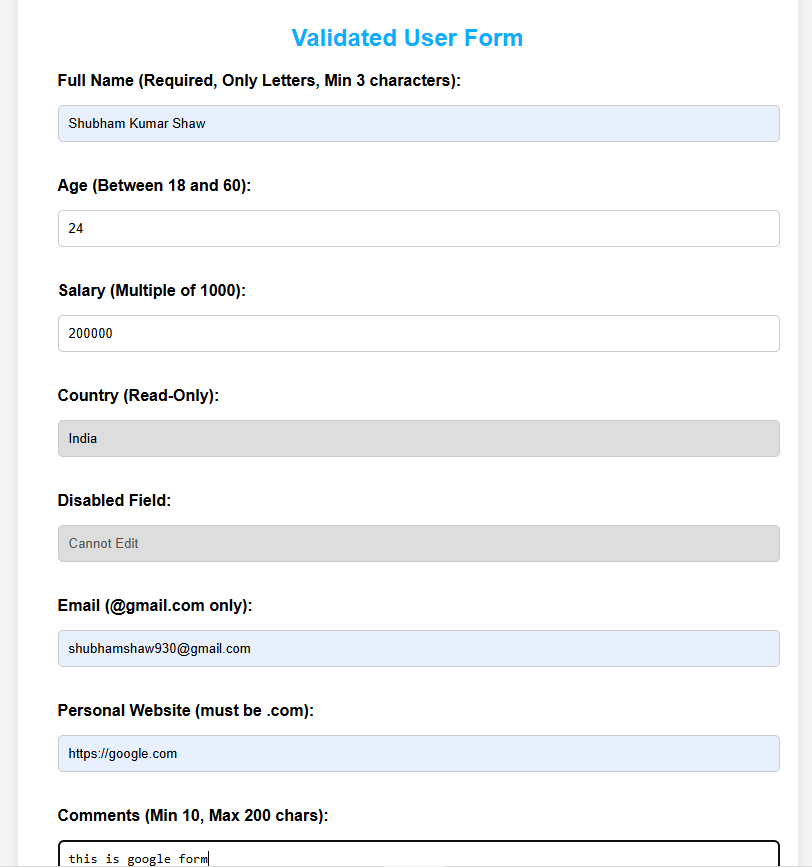 Validated User Form
Full Name (Required, Only Letters, Min 3 characters):
Shubham Kumar Shaw
Age (Between 18 and 60):
24
Salary (Multiple of 1000):
200000
Country (Read-Only):
India
Disabled Field:
Cannot Edit
Email (@gmail.com only):
shubhamshaw930@gmail.com
Personal Website (must be .com):
https://google.com
Comments (Min 10, Max 200 chars):
this is google form